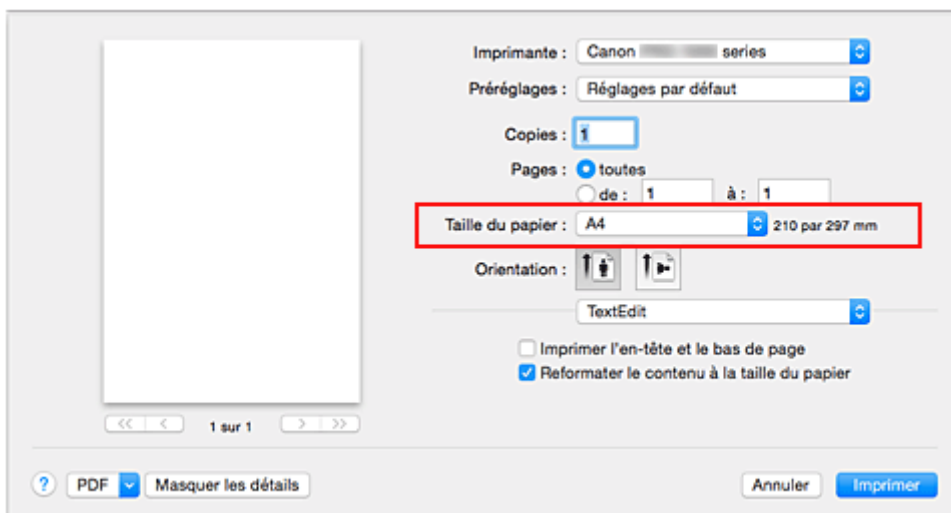 Imprimante : Canon series
Préréglages : Réglages par défaut
Copies : 1
Pages : toutes
de : 1 à : 1
Taille du papier : A4 210 par 297 mm
Orientation :
TextEdit
Imprimer l'en-tête et le bas de page
Reformater le contenu à la taille du papier
1 sur 1
? PDF Masquer les détails Annuler Imprimer